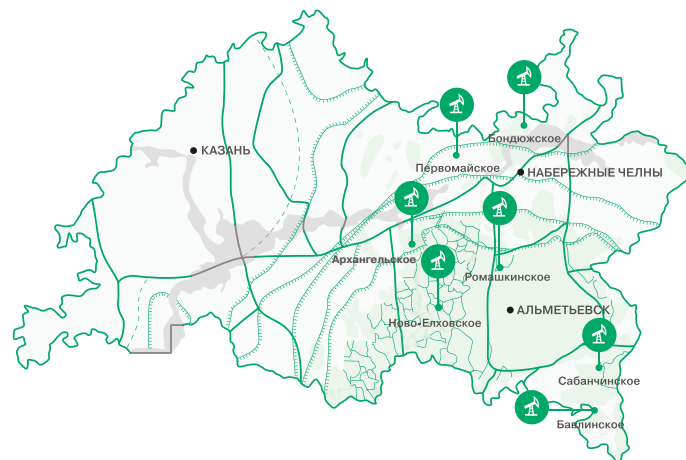 Бондюжское
КАЗАНЬ
Первомайское
НАБЕРЕЖНЫЕ ЧЕЛНЫ
Архангельское
Ромашкинское
АЛЬМЕТЬЕВСК
Ново-Елховское
Сабанчинское
Бавлинское